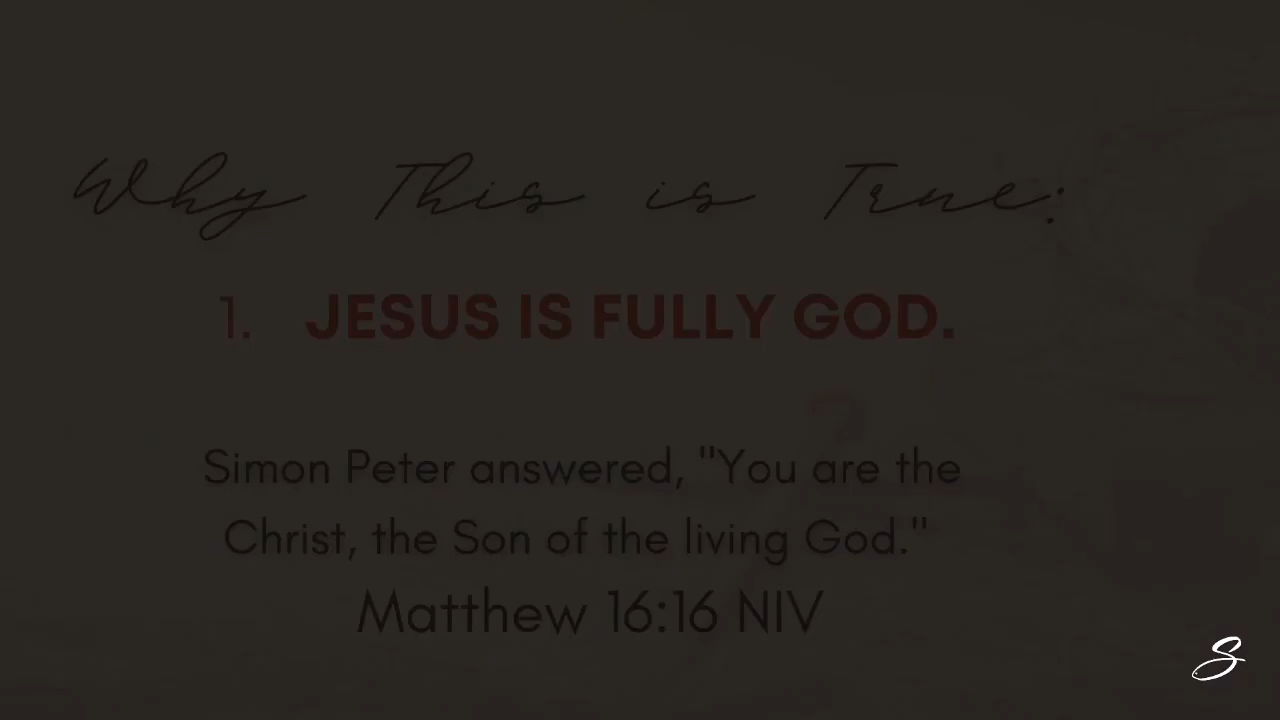 Why This is True:
1. JESUS IS FULLY GOD.
Simon Peter answered, "You are the
Christ, the Son of the living God."
Matthew 16:16 NIV
S